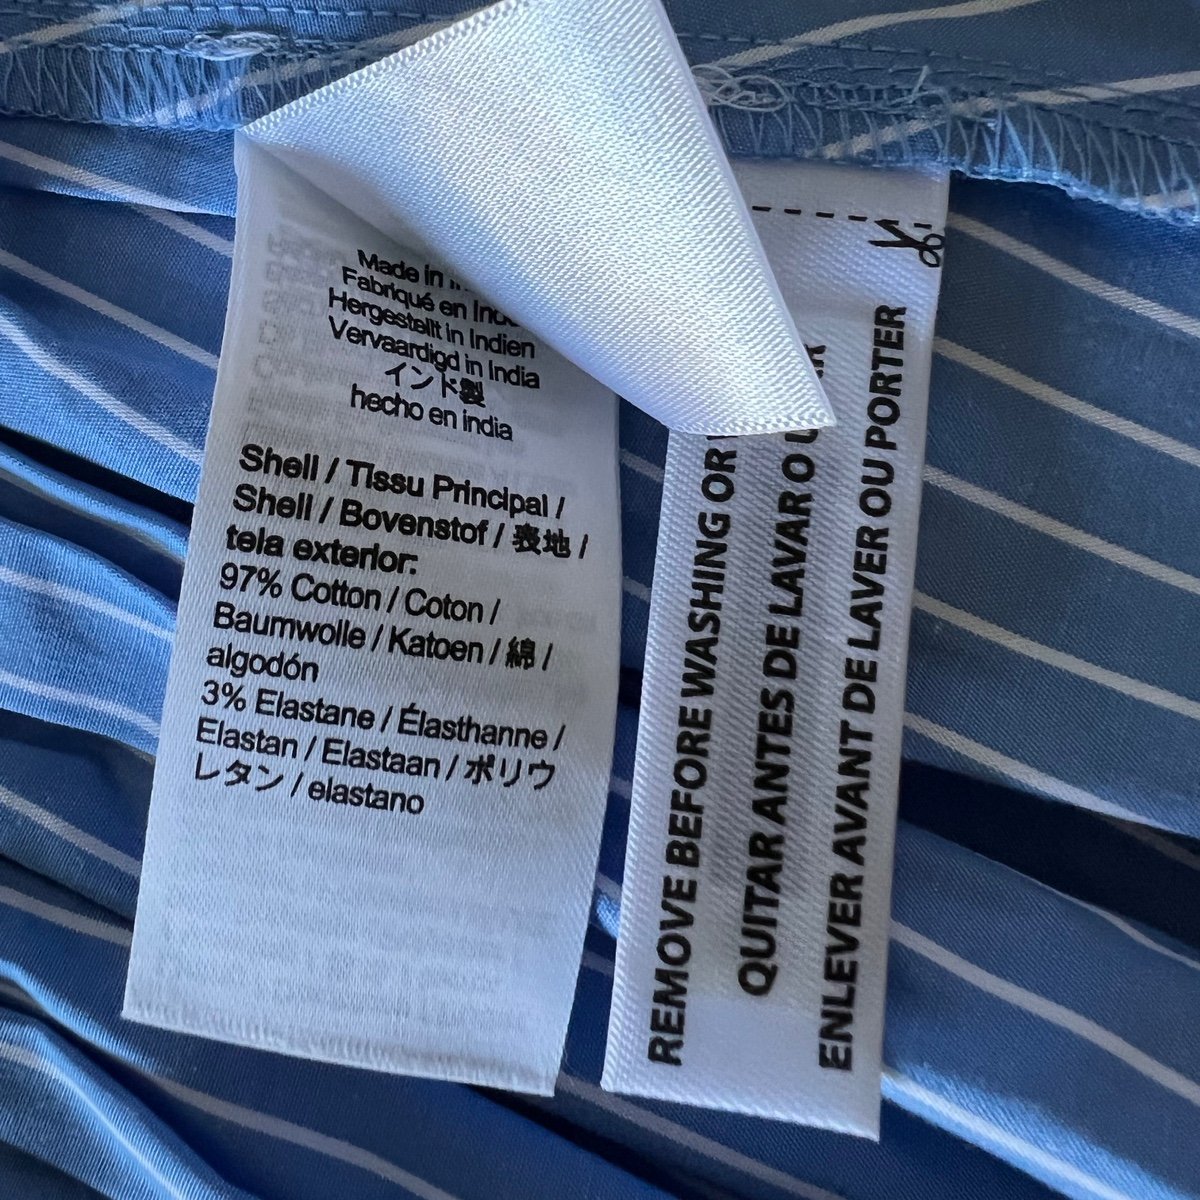 Made in
Fabriqué en
Hergestellt in Indien
Vervaardigd in India
インド製
hecho en india
Shell / Tissu Principal /
Shell / Bovenstof / 表地 /
tela exterior:
97% Cotton / Coton /
Baumwolle / Katoen / 綿 /
algodón
3% Elastane / Élasthanne /
Elastan / Elastaan / ポリウ
レタン / elastano
REMOVE BEFORE WASHING OR
QUITAR ANTES DE LAVAR O
ENLEVER AVANT DE LAVER OU PORTER